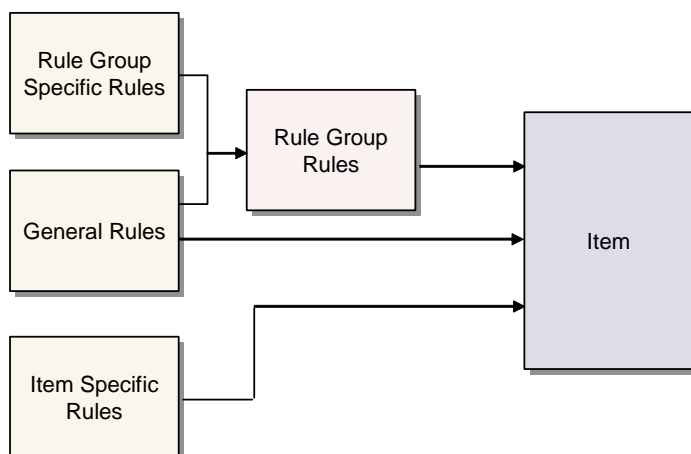 Rule Group
Specific Rules
Rule Group
Rules
General Rules
Item
Item Specific
Rules